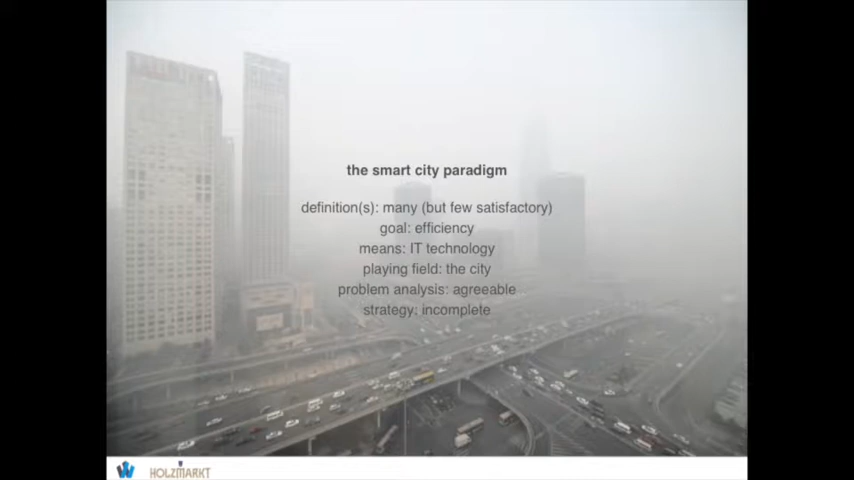 the smart city paradigm
definition(s): many (but few satisfactory)
goal: efficiency
means: IT technology
playing field: the city
problem analysis: agreeable
strategy: incomplete
HOLZMARKT